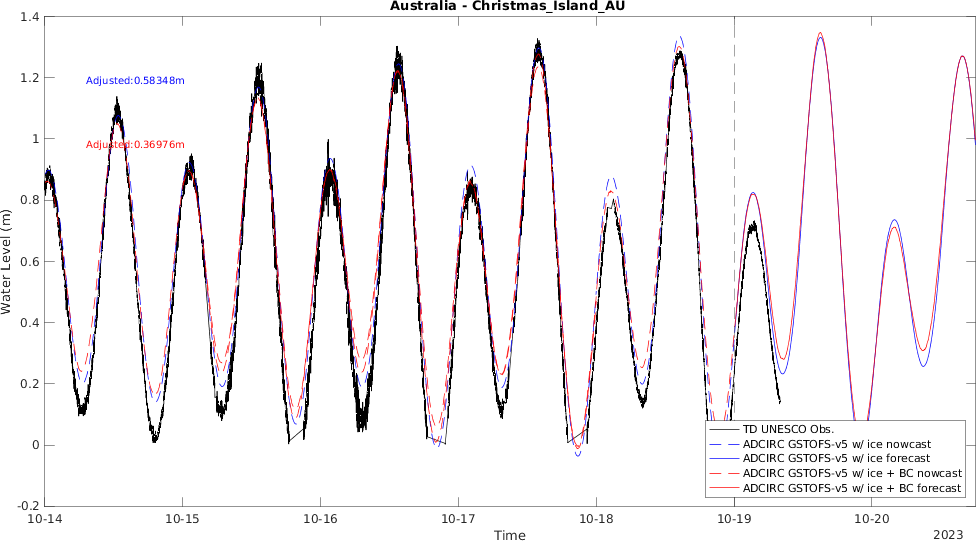 Australia - Christmas_Island_AU
1.4
1.2
1
0.8
0.6
0.4
0.2
0
-0.2
Water Level (m)
Adjusted:0.58348m
Adjusted:0.36976m
TD UNESCO Obs.
ADCIRC GSTOFS-v5 w/ ice nowcast
ADCIRC GSTOFS-v5 w/ ice forecast
ADCIRC GSTOFS-v5 w/ ice + BC nowcast
ADCIRC GSTOFS-v5 w/ ice + BC forecast
10-14 10-15 10-16 10-17 10-18 10-19 10-20
Time
2023